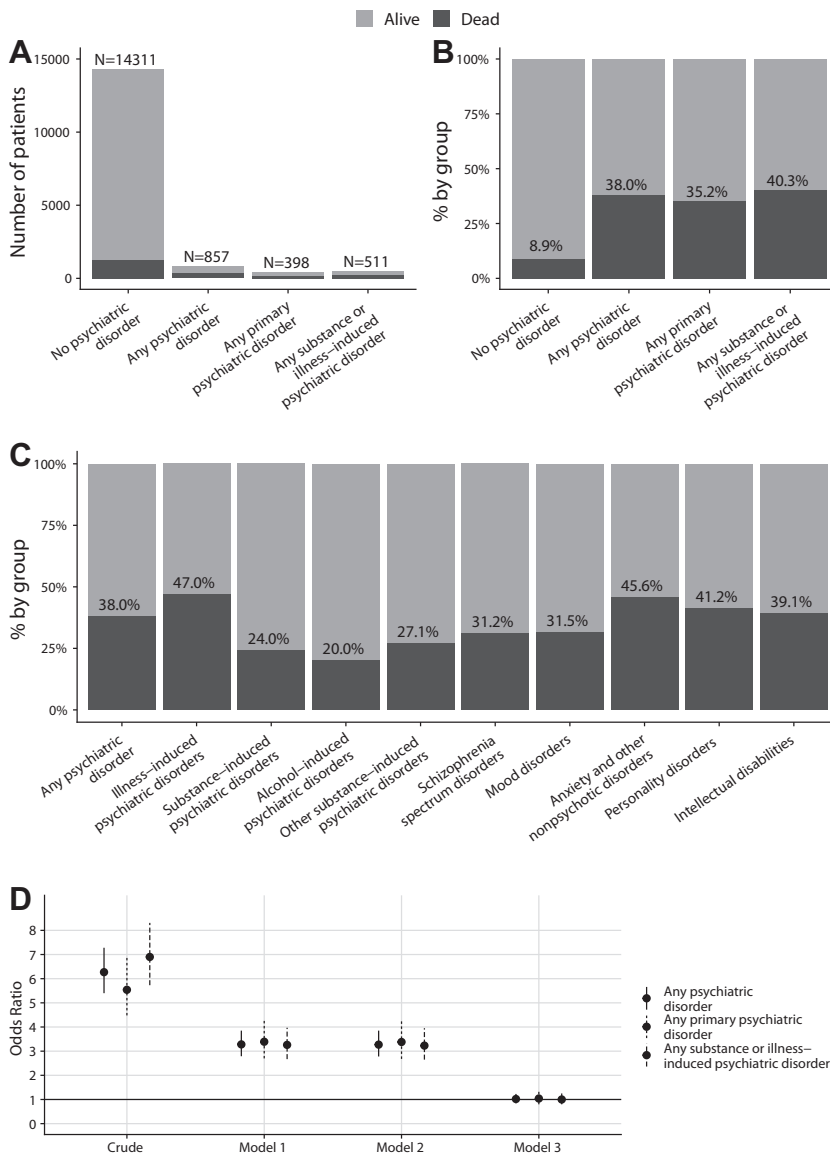 Alive Dead
A
Number of patients
15000
10000
5000
0
N=14311
N=857
N=398
N=511
No psychiatric
disorder
Any psychiatric
disorder
Any primary
psychiatric disorder
Any substance or
illness–induced
psychiatric disorder
B
% by group
100%
75%
50%
25%
0%
8.9%
38.0%
35.2%
40.3%
No psychiatric
disorder
Any psychiatric
disorder
Any primary
psychiatric disorder
Any substance or
illness–induced
psychiatric disorder
C
% by group
100%
75%
50%
25%
0%
38.0%
47.0%
24.0%
20.0%
27.1%
31.2%
31.5%
45.6%
41.2%
39.1%
Any psychiatric
disorder
Illness–induced
psychiatric disorders
Substance–induced
psychiatric disorders
Alcohol–induced
psychiatric disorders
Other substance–induced
psychiatric disorders
Schizophrenia
spectrum disorders
Mood disorders
Anxiety and other
nonpsychotic disorders
Personality disorders
Intellectual disabilities
D
Odds Ratio
8
7
6
5
4
3
2
1
0
Crude
Model 1
Model 2
Model 3
Any psychiatric
disorder
Any primary psychiatric
disorder
Any substance or illness–
induced psychiatric disorder